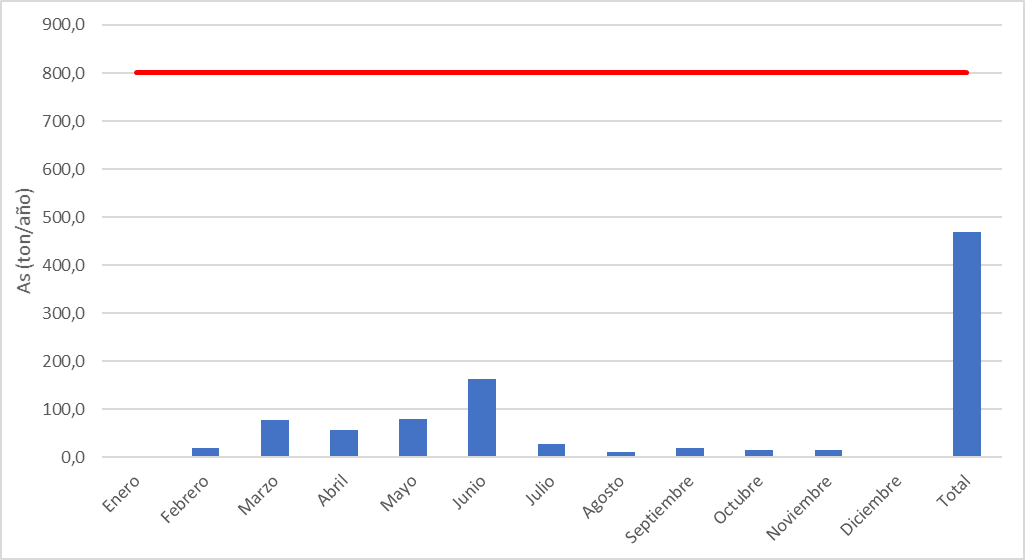 900,0
800,0
700,0
600,0
500,0
400,0
300,0
200,0
100,0
0,0
As (ton/año)
Enero
Febrero
Marzo
Abril
Mayo
Junio
Julio
Agosto
Septiembre
Octubre
Noviembre
Diciembre
Total